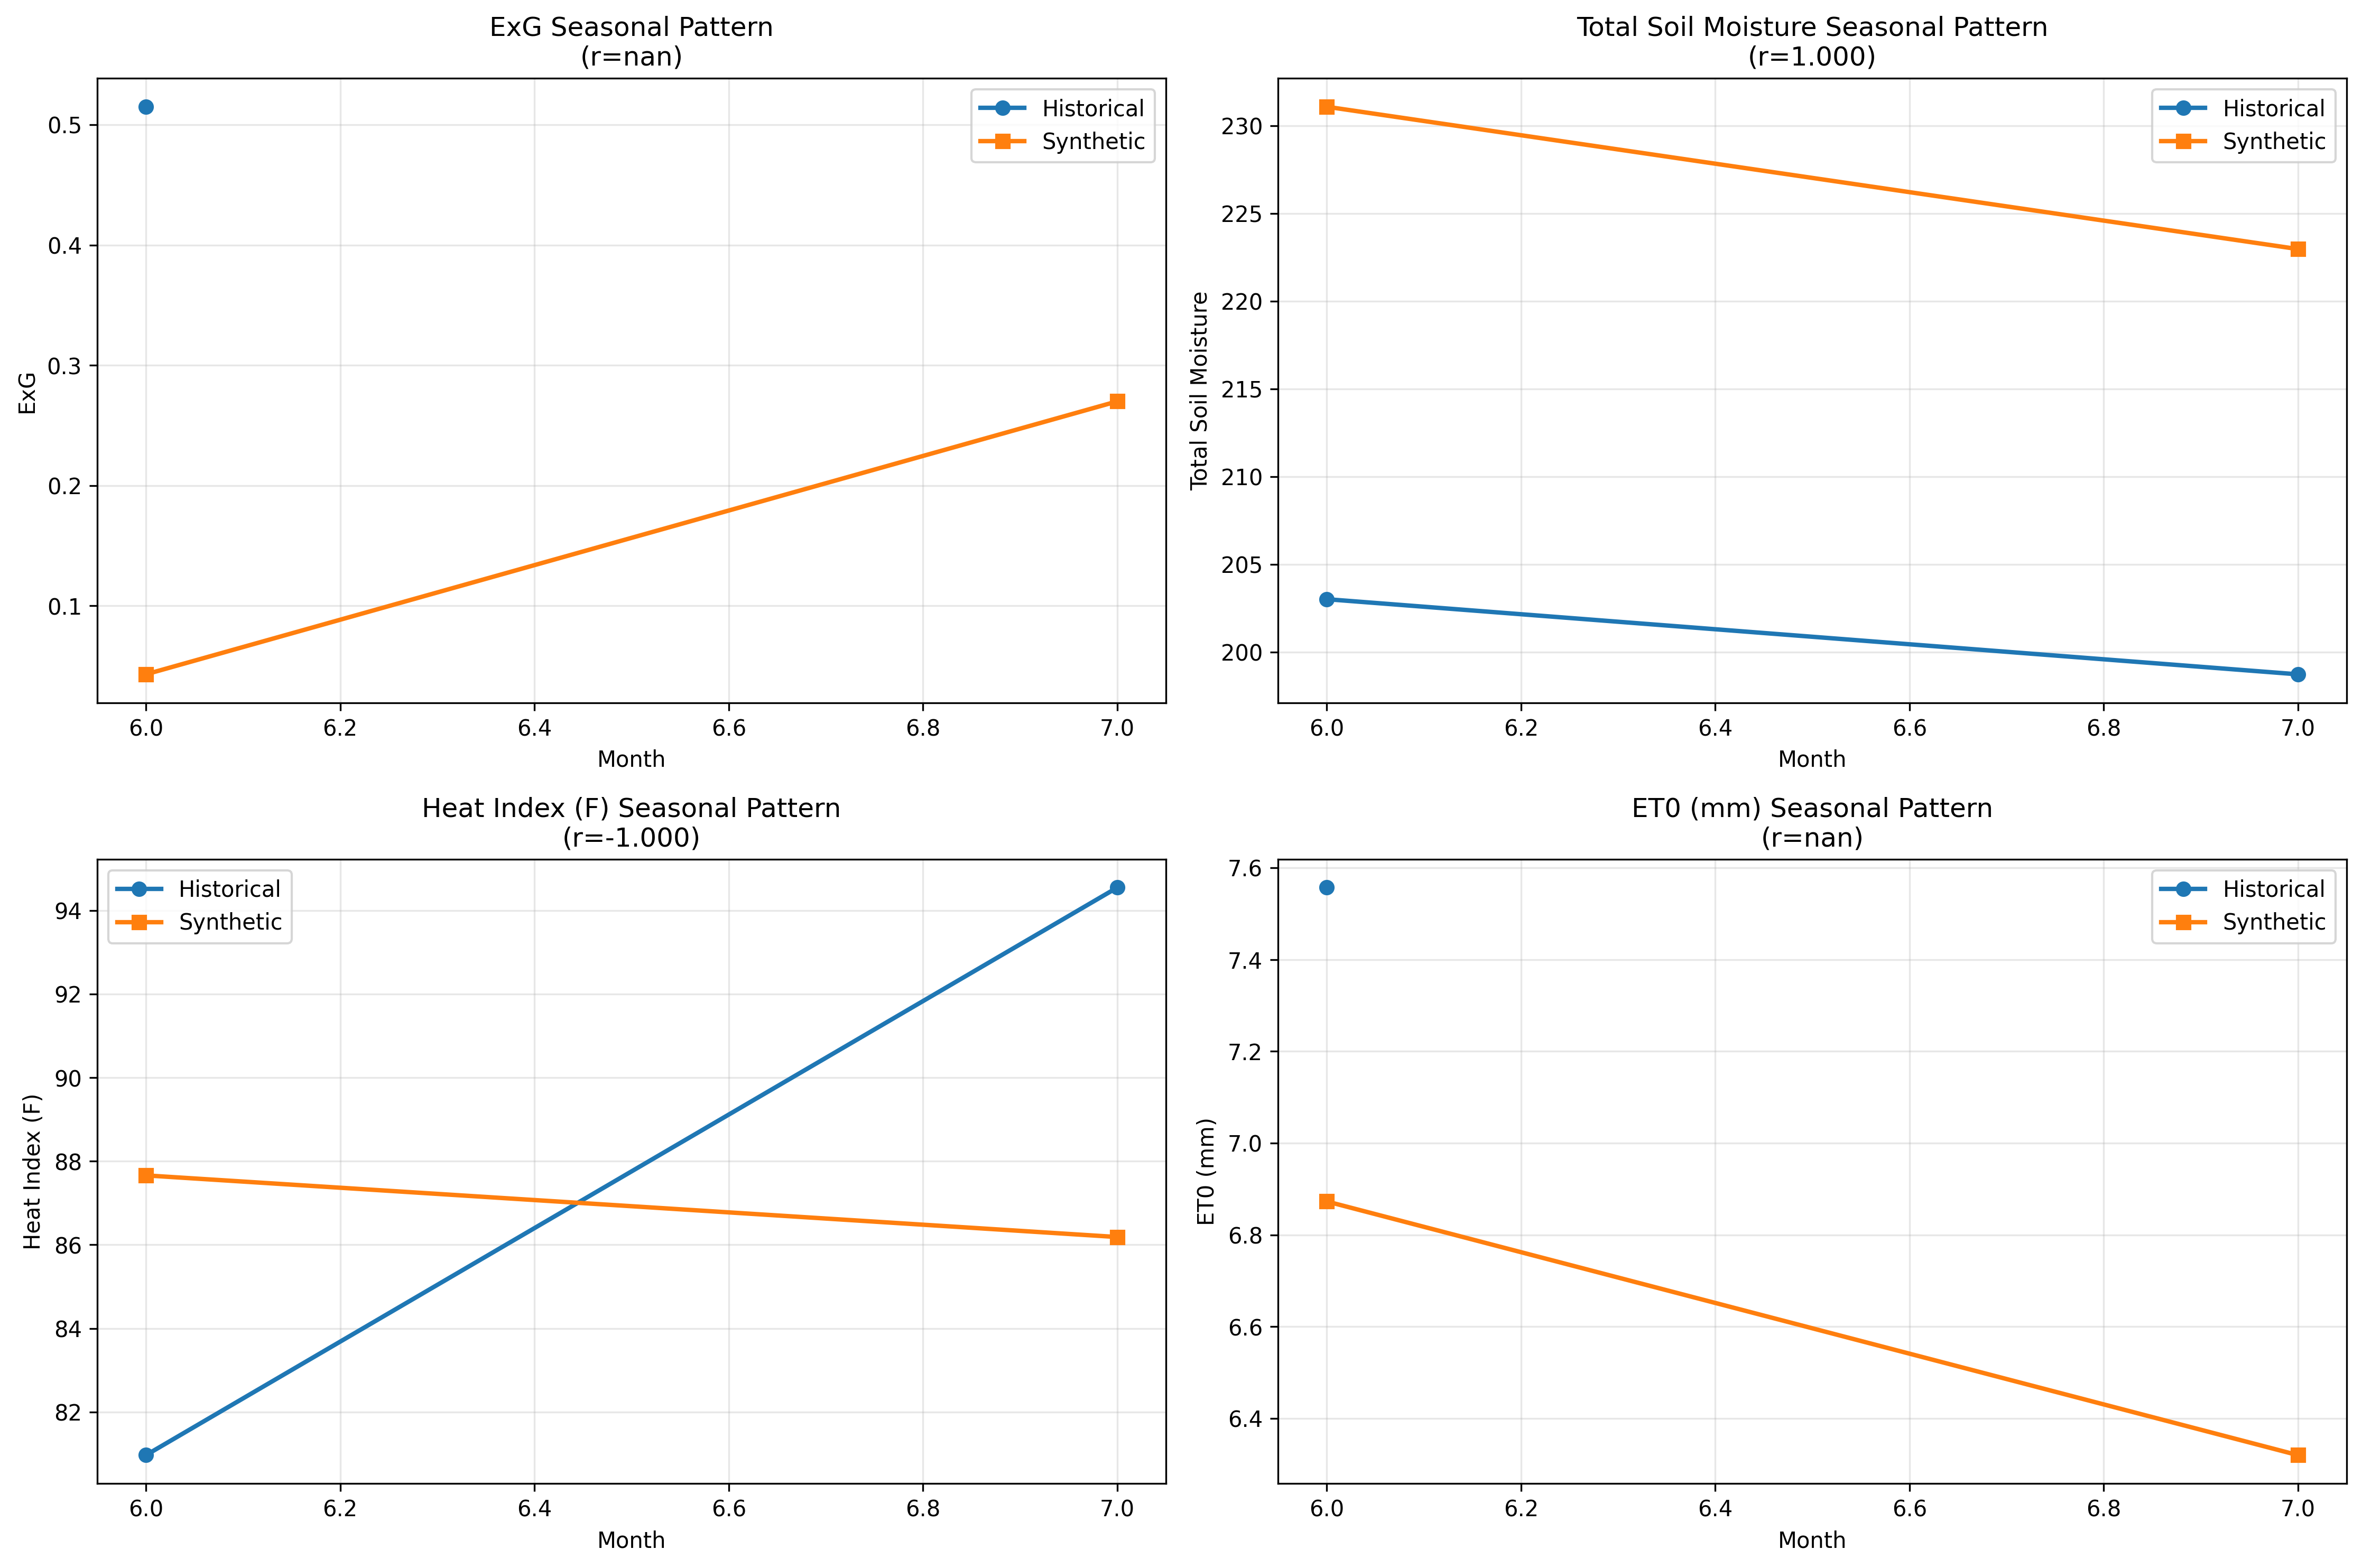 ExG Seasonal Pattern
(r=nan)
0.5
0.4
0.3
0.2
0.1
ExG
Historical
Synthetic
6.0 6.2 6.4 6.6 6.8 7.0
Month
Total Soil Moisture Seasonal Pattern
(r=1.000)
230
225
220
215
210
205
200
Total Soil Moisture
Historical
Synthetic
6.0 6.2 6.4 6.6 6.8 7.0
Month
Heat Index (F) Seasonal Pattern
(r=-1.000)
94
92
90
88
86
84
82
Heat Index (F)
Historical
Synthetic
6.0 6.2 6.4 6.6 6.8 7.0
Month
ET0 (mm) Seasonal Pattern
(r=nan)
7.6
7.4
7.2
7.0
6.8
6.6
6.4
ET0 (mm)
Historical
Synthetic
6.0 6.2 6.4 6.6 6.8 7.0
Month